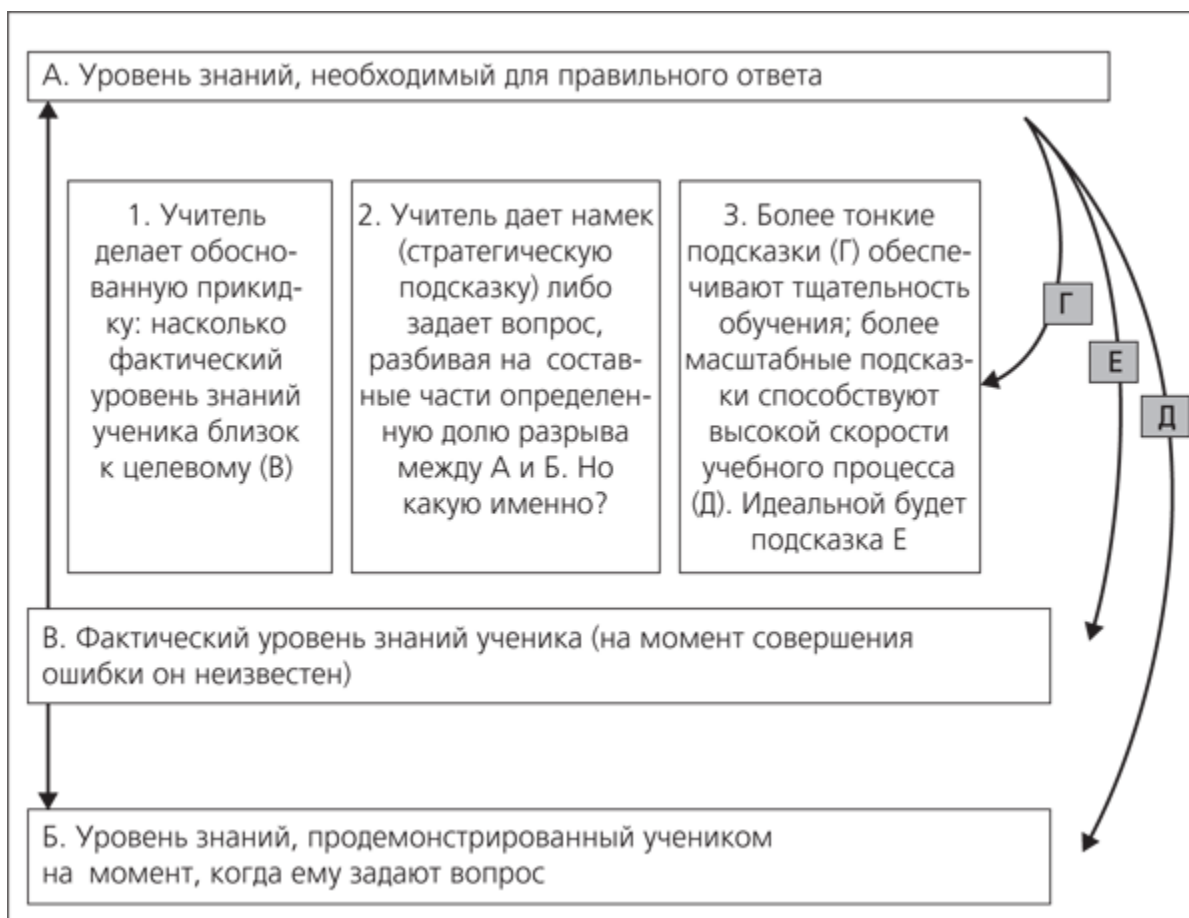 А. Уровень знаний, необходимый для правильного ответа
1. Учитель
делает обосно-
ванную прикид-
ку: насколько
фактический
уровень знаний
ученика близок
к целевому (В)
2. Учитель дает намек
(стратегическую
подсказку) либо
задает вопрос,
разбивая на состав-
ные части определен-
ную долю разрыва
между А и Б. Но
какую именно?
3. Более тонкие
подсказки (Г) обеспе-
чивают тщательность
обучения; более
масштабные подсказ-
ки способствуют
высокой скорости
учебного процесса
(Д). Идеальной будет
подсказка Е
Г
Е
Д
В. Фактический уровень знаний ученика (на момент совершения
ошибки он неизвестен)
Б. Уровень знаний, продемонстрированный учеником
на момент, когда ему задают вопрос